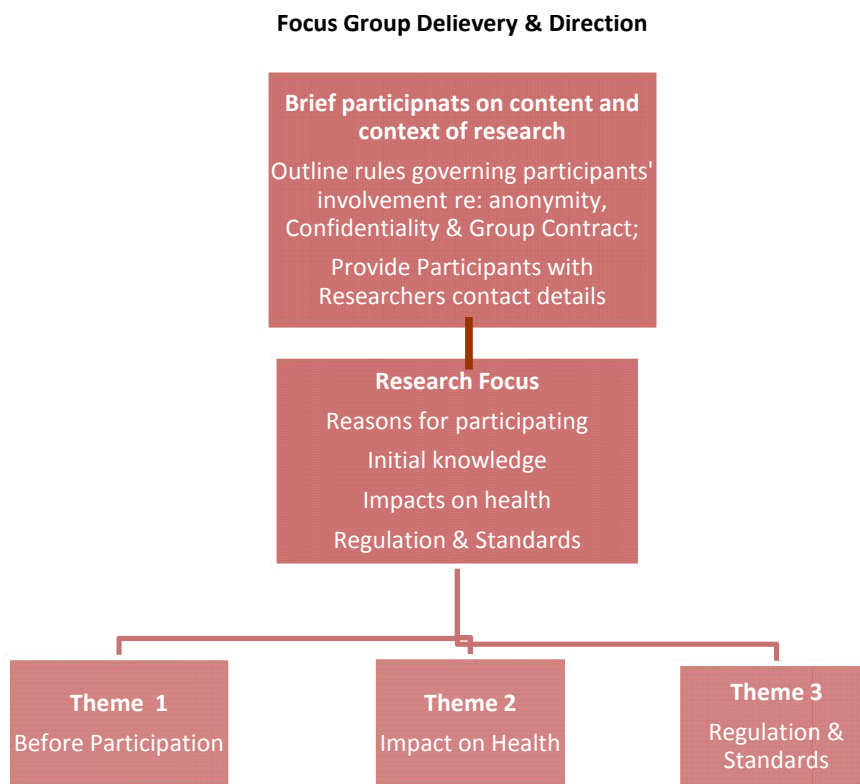 Focus Group Delievery & Direction
Brief participnats on content and
context of research
Outline rules governing participants'
involvement re: anonymity,
Confidentiality & Group Contract;
Provide Participants with
Researchers contact details
Research Focus
Reasons for participating
Initial knowledge
Impacts on health
Regulation & Standards
Theme 1
Before Participation
Theme 2
Impact on Health
Theme 3
Regulation &
Standards